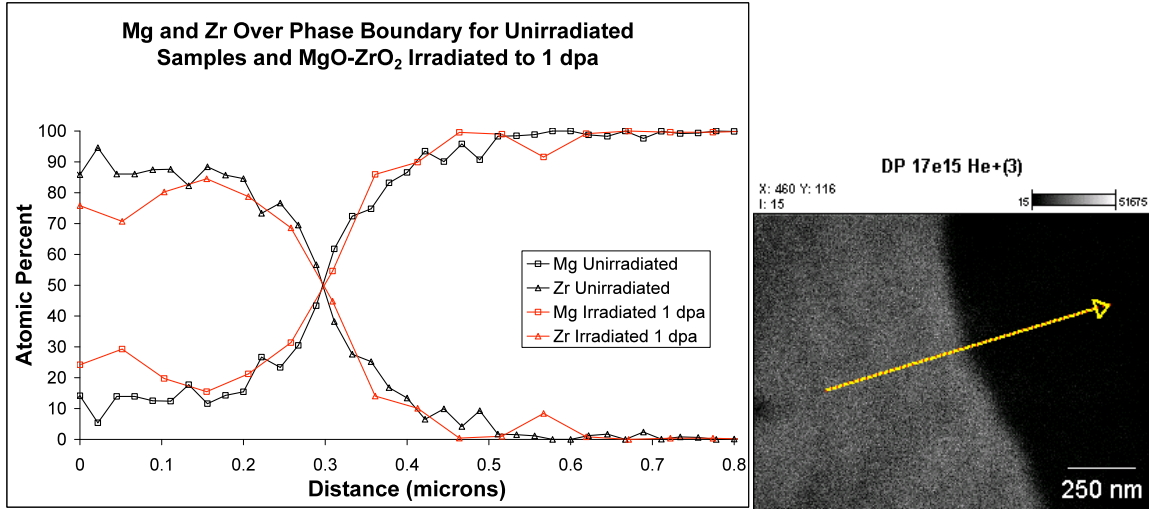 Mg and Zr Over Phase Boundary for Unirradiated
Samples and MgO-ZrO₂ Irradiated to 1 dpa
100
90
80
70
60
50
40
30
20
10
0
Atomic Percent
0 0.1 0.2 0.3 0.4 0.5 0.6 0.7 0.8
Distance (microns)
Mg Unirradiated
Zr Unirradiated
Mg Irradiated 1 dpa
Zr Irradiated 1 dpa
DP 17e15 He+(3)
X: 460 Y: 116
I: 15
15 51675
250 nm